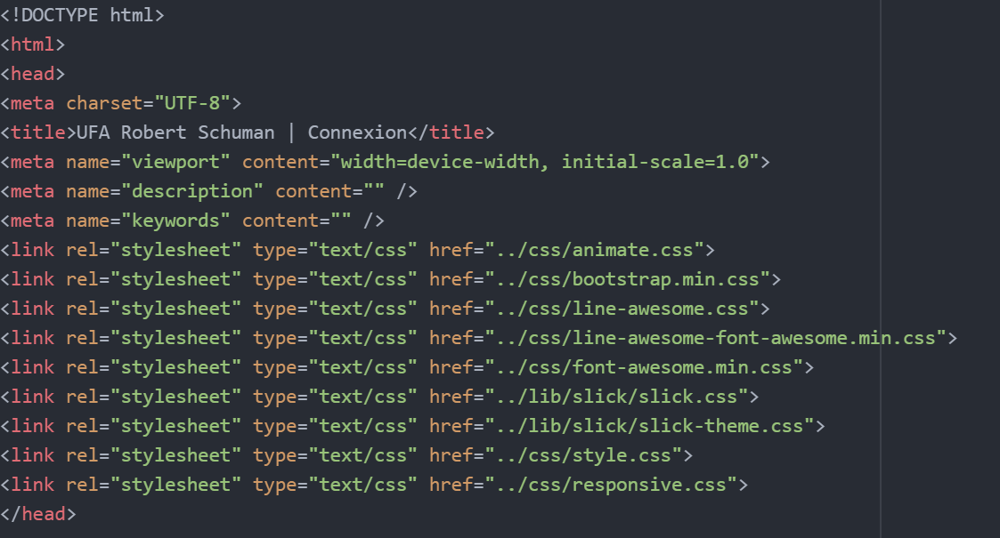 <!DOCTYPE html>
<html>
<head>
<meta charset="UTF-8">
<title>UFA Robert Schuman | Connexion</title>
<meta name="viewport" content="width=device-width, initial-scale=1.0">
<meta name="description" content="" />
<meta name="keywords" content="" />
<link rel="stylesheet" type="text/css" href="../css/animate.css">
<link rel="stylesheet" type="text/css" href="../css/bootstrap.min.css">
<link rel="stylesheet" type="text/css" href="../css/line-awesome.css">
<link rel="stylesheet" type="text/css" href="../css/line-awesome-font-awesome.min.css">
<link rel="stylesheet" type="text/css" href="../css/font-awesome.min.css">
<link rel="stylesheet" type="text/css" href="../lib/slick/slick.css">
<link rel="stylesheet" type="text/css" href="../lib/slick/slick-theme.css">
<link rel="stylesheet" type="text/css" href="../css/style.css">
<link rel="stylesheet" type="text/css" href="../css/responsive.css">
</head>